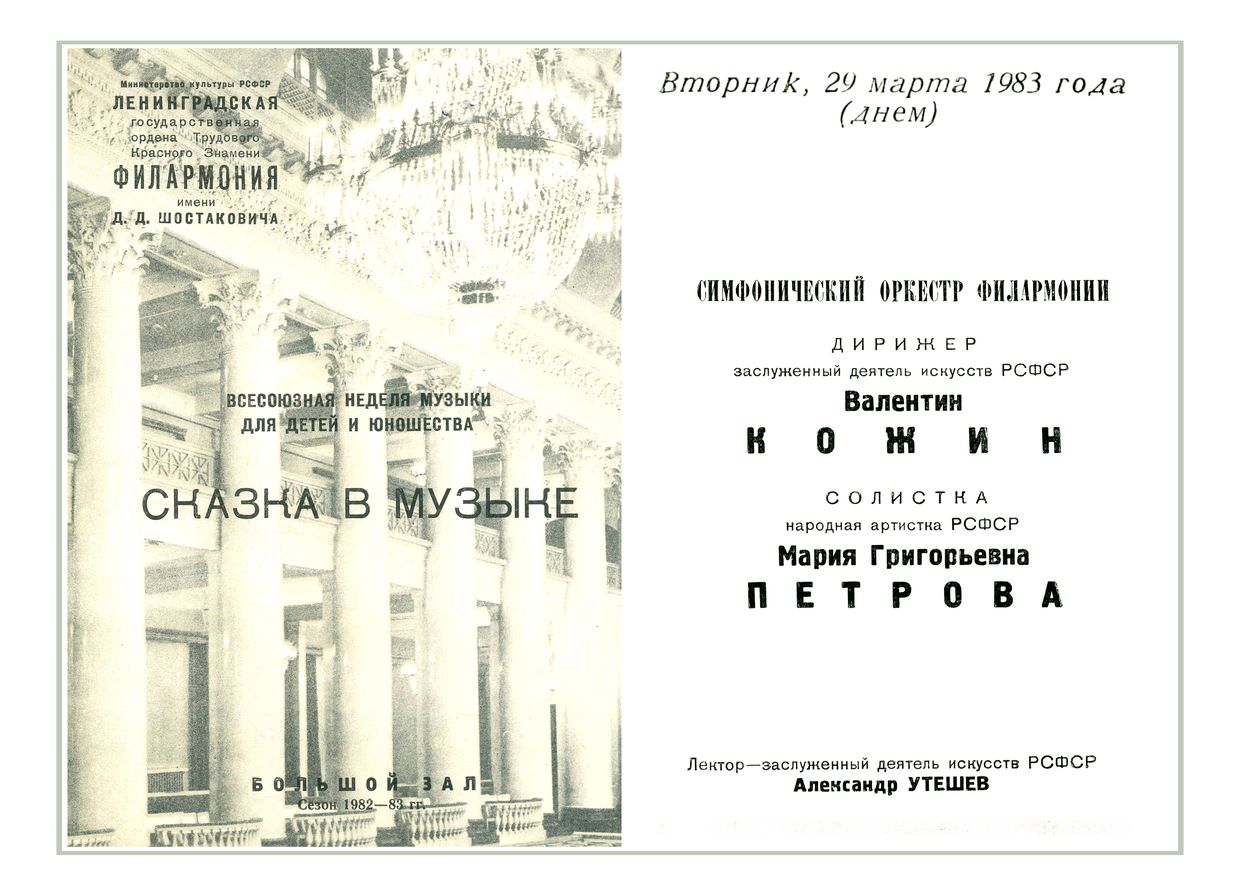 Министерство культуры РСФСР
ЛЕНИНГРАДСКАЯ
государственная
ордена Трудового
Красного Знамени
ФИЛАРМОНИЯ
имени
Д. Д. ШОСТАКОВИЧА
ВСЕСОЮЗНАЯ НЕДЕЛЯ МУЗЫКИ
ДЛЯ ДЕТЕЙ И ЮНОШЕСТВА
СКАЗКА В МУЗЫКЕ
БОЛЬШОЙ ЗАЛ
Сезон 1982—83 гг.
Вторник, 29 марта 1983 года
(днем)
СИМФОНИЧЕСКИЙ ОРКЕСТР ФИЛАРМОНИИ
ДИРИЖЕР
заслуженный деятель искусств РСФСР
Валентин
КОЖИН
СОЛИСТКА
народная артистка РСФСР
Мария Григорьевна
ПЕТРОВА
Лектор—заслуженный деятель искусств РСФСР
Александр УТЕШЕВ